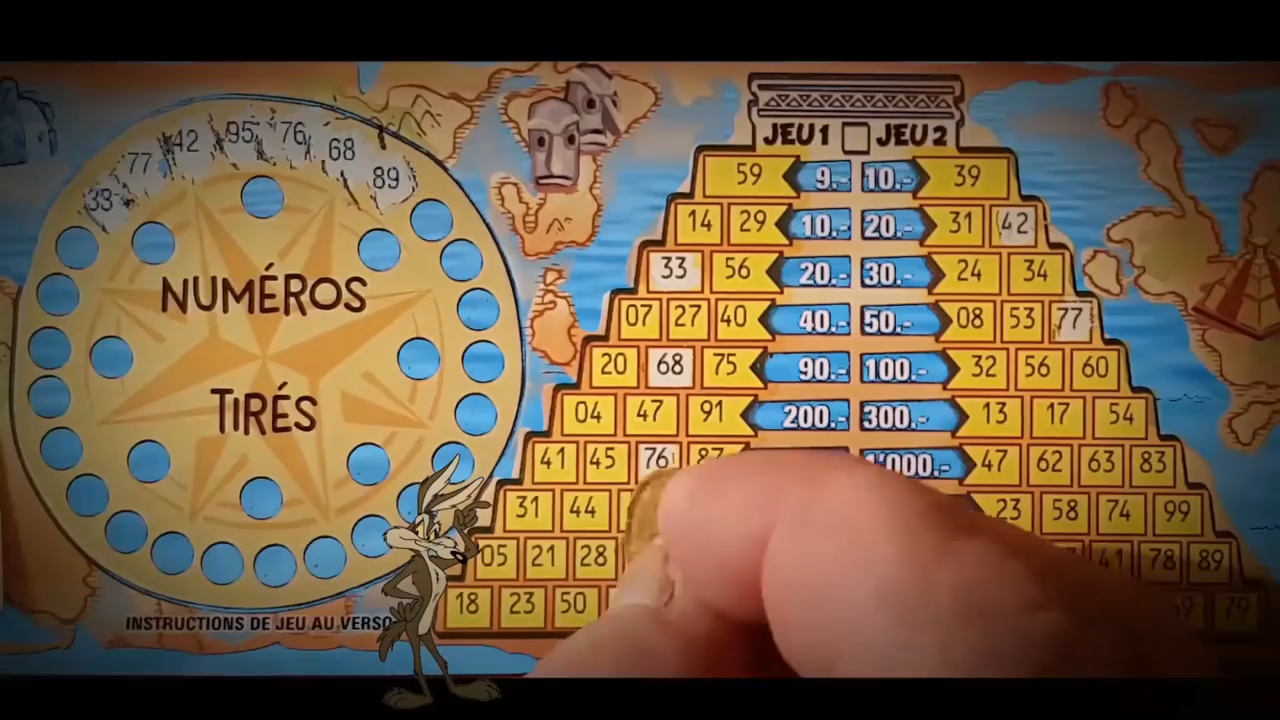 33 77 42 95 76 68 89
NUMÉROS
TIRÉS
INSTRUCTIONS DE JEU AU VERSO
JEU 1 JEU 2
59 9.- 10.- 39
14 29 10.- 20.- 31 42
33 56 20.- 30.- 24 34
07 27 40 40.- 50.- 08 53 77
20 68 75 90.- 100.- 32 56 60
04 47 91 200.- 300.- 13 17 54
41 45 76 87 1'000.- 47 62 63 83
31 44 23 58 74 99
05 21 28 41 78 89
18 23 50 79